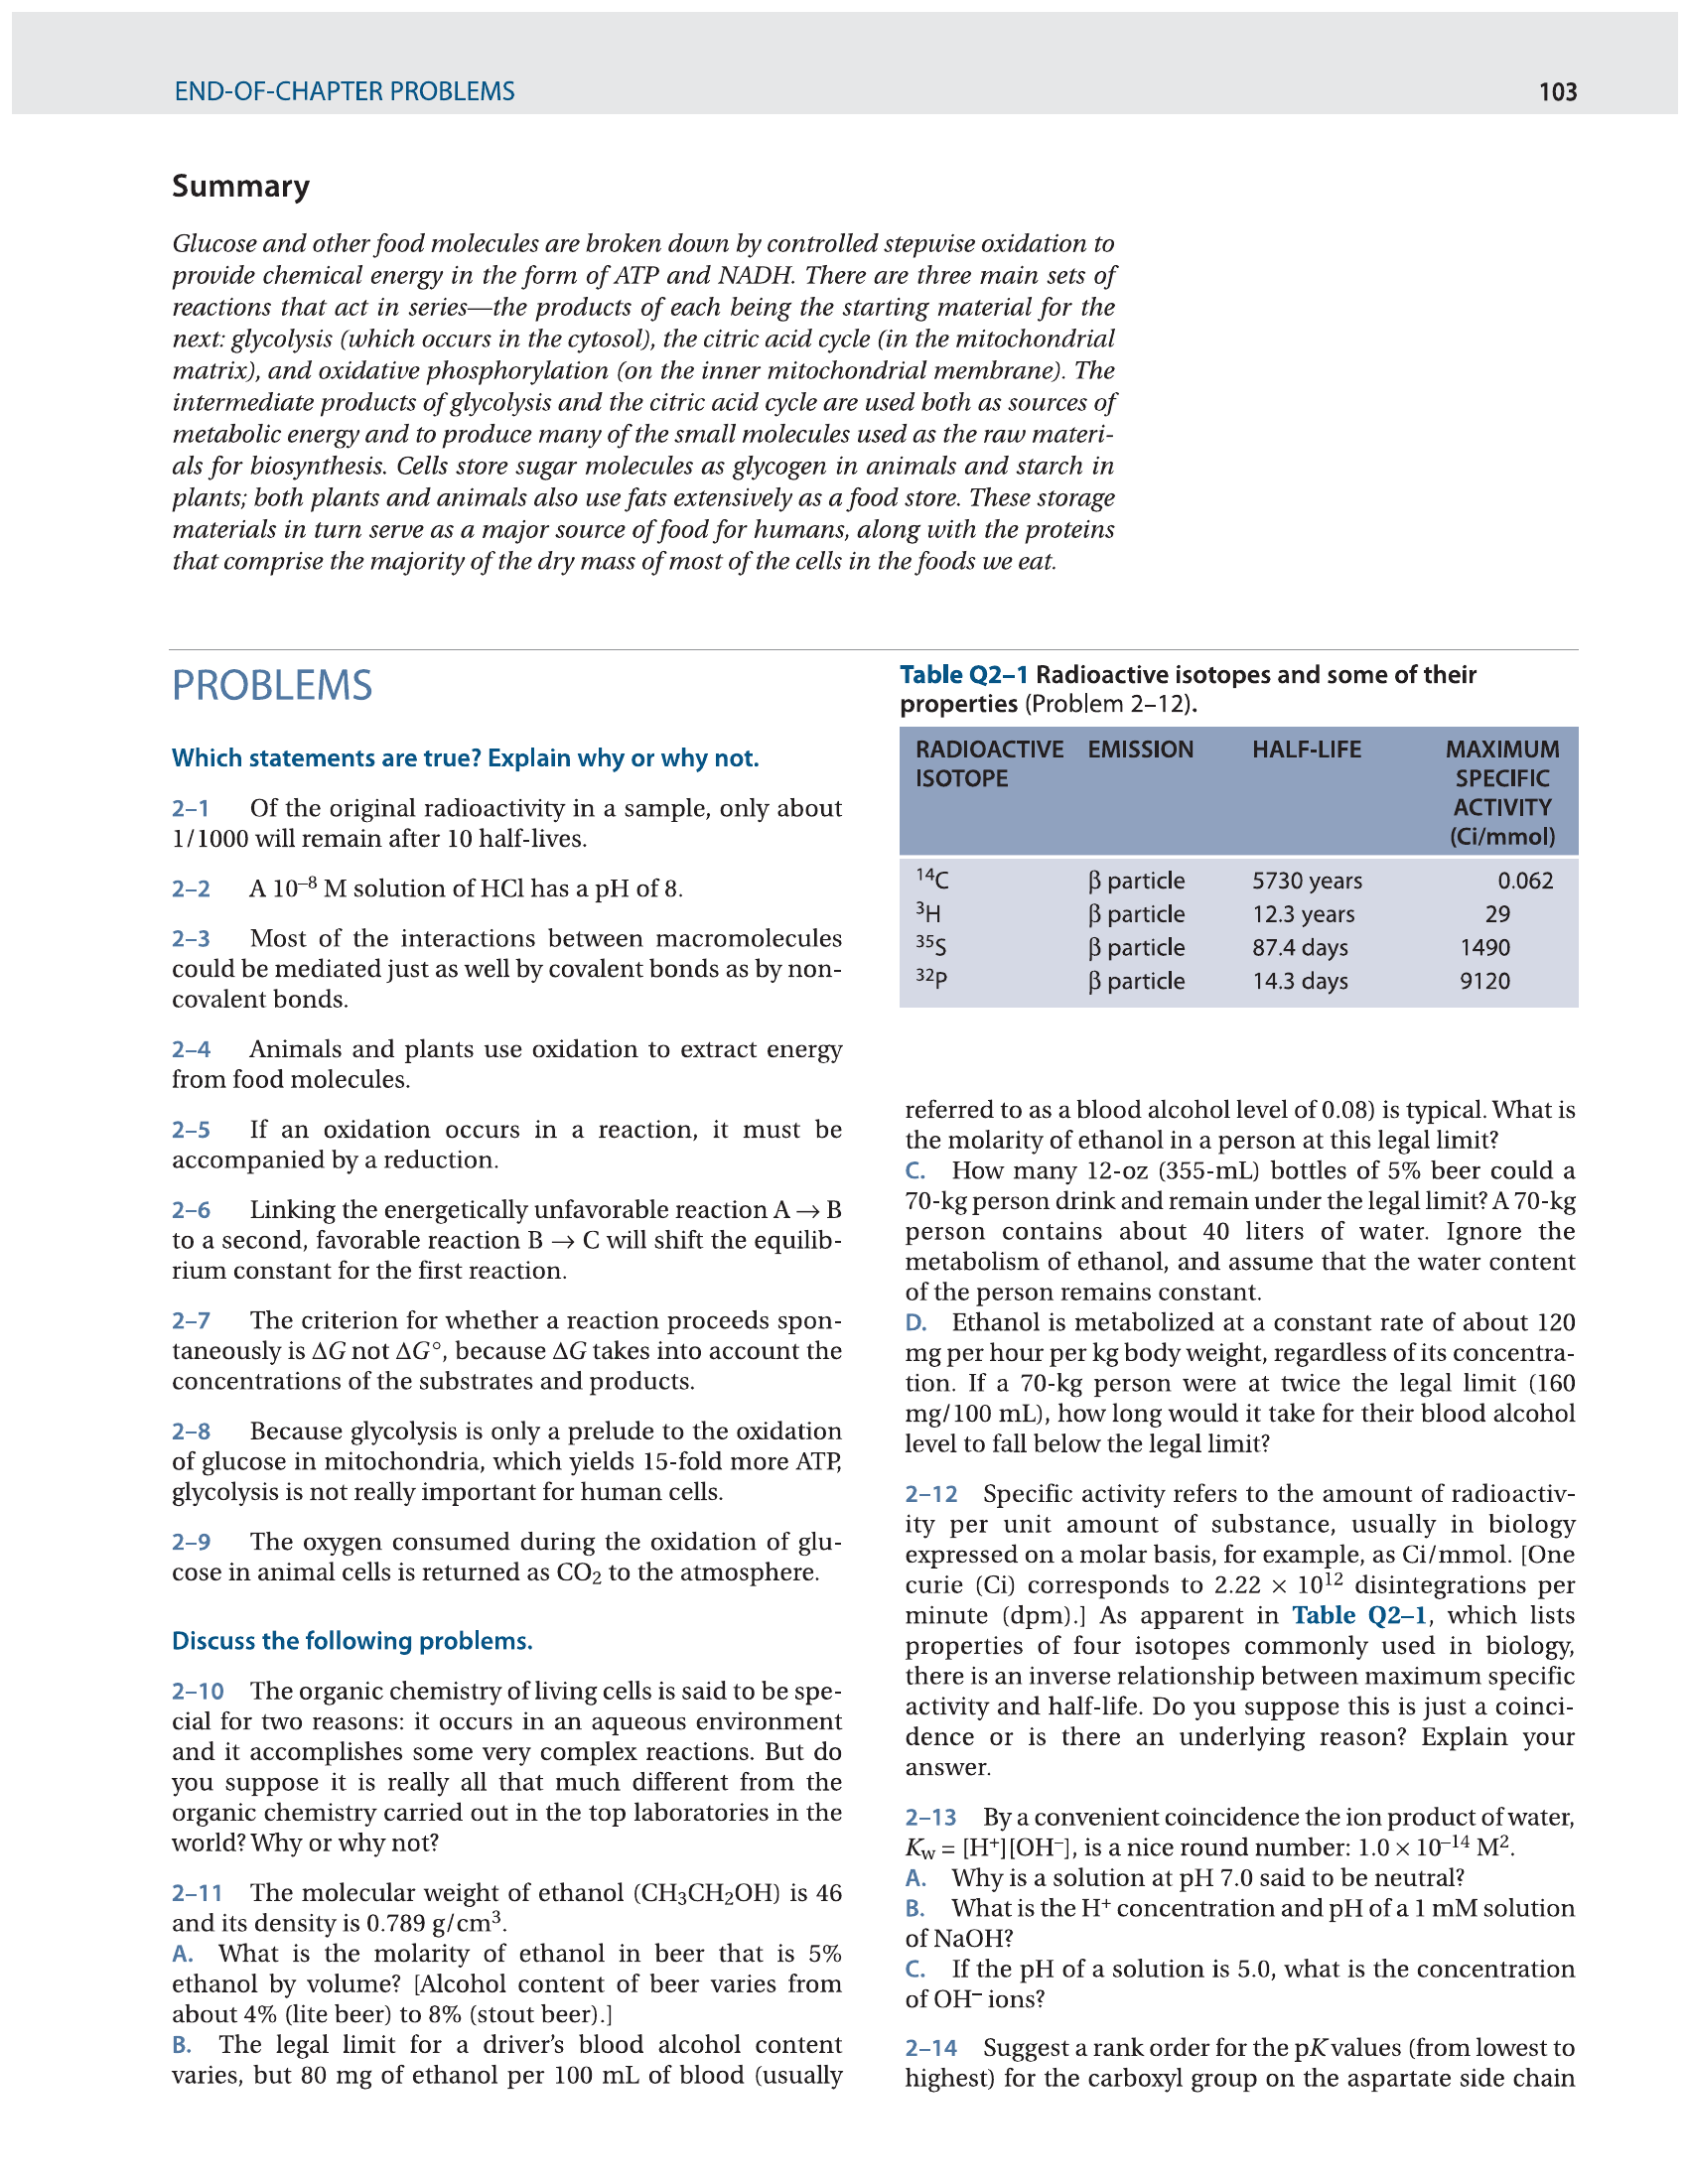 END-OF-CHAPTER PROBLEMS
103
Summary
Glucose and other food molecules are broken down by controlled stepwise oxidation to
provide chemical energy in the form of ATP and NADH. There are three main sets of
reactions that act in series—the products of each being the starting material for the
next: glycolysis (which occurs in the cytosol), the citric acid cycle (in the mitochondrial
matrix), and oxidative phosphorylation (on the inner mitochondrial membrane). The
intermediate products of glycolysis and the citric acid cycle are used both as sources of
metabolic energy and to produce many of the small molecules used as the raw materi-
als for biosynthesis. Cells store sugar molecules as glycogen in animals and starch in
plants; both plants and animals also use fats extensively as a food store. These storage
materials in turn serve as a major source of food for humans, along with the proteins
that comprise the majority of the dry mass of most of the cells in the foods we eat.
PROBLEMS
Which statements are true? Explain why or why not.
2–1 Of the original radioactivity in a sample, only about
1/1000 will remain after 10 half-lives.
2–2 A 10⁻⁸ M solution of HCl has a pH of 8.
2–3 Most of the interactions between macromolecules
could be mediated just as well by covalent bonds as by non-
covalent bonds.
2–4 Animals and plants use oxidation to extract energy
from food molecules.
2–5 If an oxidation occurs in a reaction, it must be
accompanied by a reduction.
2–6 Linking the energetically unfavorable reaction A → B
to a second, favorable reaction B → C will shift the equilib-
rium constant for the first reaction.
2–7 The criterion for whether a reaction proceeds spon-
taneously is ΔG not ΔG°, because ΔG takes into account the
concentrations of the substrates and products.
2–8 Because glycolysis is only a prelude to the oxidation
of glucose in mitochondria, which yields 15-fold more ATP,
glycolysis is not really important for human cells.
2–9 The oxygen consumed during the oxidation of glu-
cose in animal cells is returned as CO₂ to the atmosphere.
Discuss the following problems.
2–10 The organic chemistry of living cells is said to be spe-
cial for two reasons: it occurs in an aqueous environment
and it accomplishes some very complex reactions. But do
you suppose it is really all that much different from the
organic chemistry carried out in the top laboratories in the
world? Why or why not?
2–11 The molecular weight of ethanol (CH₃CH₂OH) is 46
and its density is 0.789 g/cm³.
A. What is the molarity of ethanol in beer that is 5%
ethanol by volume? [Alcohol content of beer varies from
about 4% (lite beer) to 8% (stout beer).]
B. The legal limit for a driver's blood alcohol content
varies, but 80 mg of ethanol per 100 mL of blood (usually
Table Q2–1 Radioactive isotopes and some of their
properties (Problem 2–12).
RADIOACTIVE ISOTOPE EMISSION HALF-LIFE MAXIMUM SPECIFIC ACTIVITY (Ci/mmol)
¹⁴C β particle 5730 years 0.062
³H β particle 12.3 years 29
³⁵S β particle 87.4 days 1490
³²P β particle 14.3 days 9120
referred to as a blood alcohol level of 0.08) is typical. What is
the molarity of ethanol in a person at this legal limit?
C. How many 12-oz (355-mL) bottles of 5% beer could a
70-kg person drink and remain under the legal limit? A 70-kg
person contains about 40 liters of water. Ignore the
metabolism of ethanol, and assume that the water content
of the person remains constant.
D. Ethanol is metabolized at a constant rate of about 120
mg per hour per kg body weight, regardless of its concentra-
tion. If a 70-kg person were at twice the legal limit (160
mg/100 mL), how long would it take for their blood alcohol
level to fall below the legal limit?
2–12 Specific activity refers to the amount of radioactiv-
ity per unit amount of substance, usually in biology
expressed on a molar basis, for example, as Ci/mmol. [One
curie (Ci) corresponds to 2.22 × 10¹² disintegrations per
minute (dpm).] As apparent in Table Q2–1, which lists
properties of four isotopes commonly used in biology,
there is an inverse relationship between maximum specific
activity and half-life. Do you suppose this is just a coinci-
dence or is there an underlying reason? Explain your
answer.
2–13 By a convenient coincidence the ion product of water,
Kw = [H⁺][OH⁻], is a nice round number: 1.0 × 10⁻¹⁴ M².
A. Why is a solution at pH 7.0 said to be neutral?
B. What is the H⁺ concentration and pH of a 1 mM solution
of NaOH?
C. If the pH of a solution is 5.0, what is the concentration
of OH⁻ ions?
2–14 Suggest a rank order for the pK values (from lowest to
highest) for the carboxyl group on the aspartate side chain